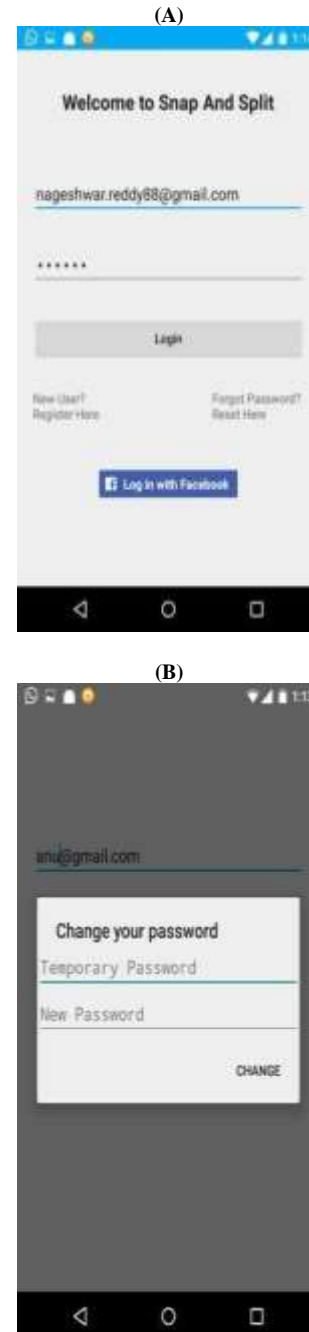 (A)
Welcome to Snap And Split
nageshwar.reddy88@gmail.com
Login
New User?
Register Here
Forgot Password?
Reset Here
Log in with Facebook
(B)
anu@gmail.com
Change your password
Temporary Password
New Password
CHANGE